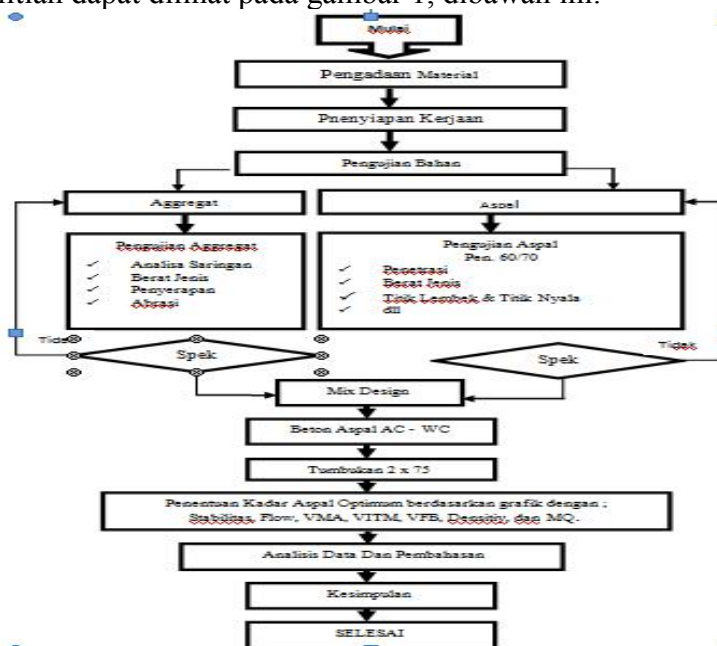 dapat dilihat pada gambar 1, dibawah ini:
Mulai
Pengadaan Material
Pnenyiapan Kerjaan
Pengujian Bahan
Aggregat
Aspal
Pengujian Aggregat
✓ Analisa Saringan
✓ Berat Jenis
✓ Penyerapan
✓ Abrasi
Pengujian Aspal
Pen. 60/70
✓ Penetrasi
✓ Berat Jenis
✓ Titik Lembek & Titik Nyala
✓ dll
Tidak
Spek
Spek
Tidak
Mix Design
Beton Aspal AC - WC
Tumbukan 2 x 75
Penentuan Kadar Aspal Optimum berdasarkan grafik dengan ;
Stabilitas, Flow, VMA, VITM, VFB, Densitiy, dan MQ.
Analisis Data Dan Pembahasan
Kesimpulan
SELESAI